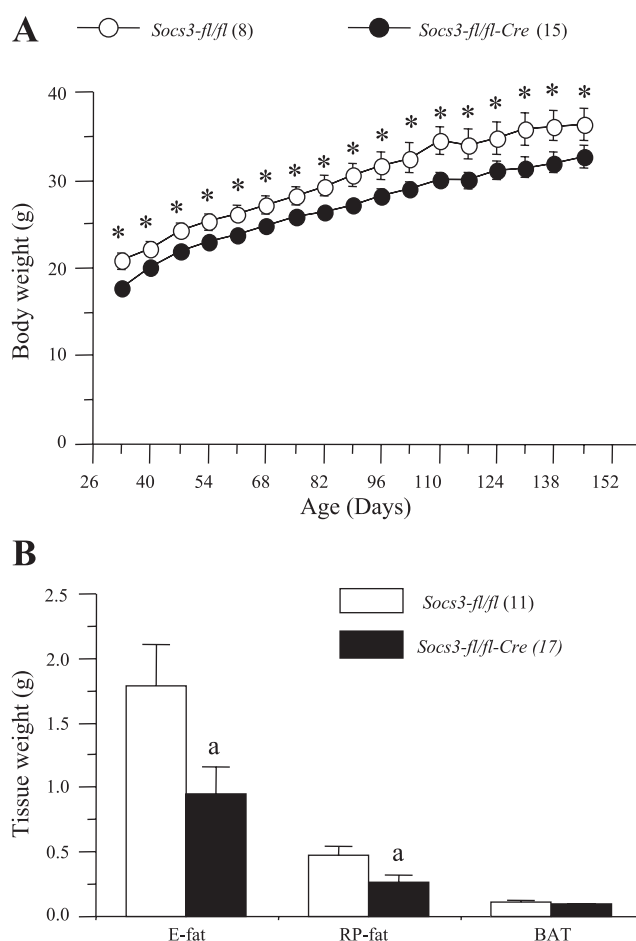 A
Socs3-fl/fl (8)
Socs3-fl/fl-Cre (15)
Body weight (g)
40
30
20
10
0
* * * * * * * * * * * * * * * * *
26 40 54 68 82 96 110 124 138 152
Age (Days)
B
Socs3-fl/fl (11)
Socs3-fl/fl-Cre (17)
Tissue weight (g)
2.5
2.0
1.5
1.0
0.5
0.0
a
a
E-fat RP-fat BAT